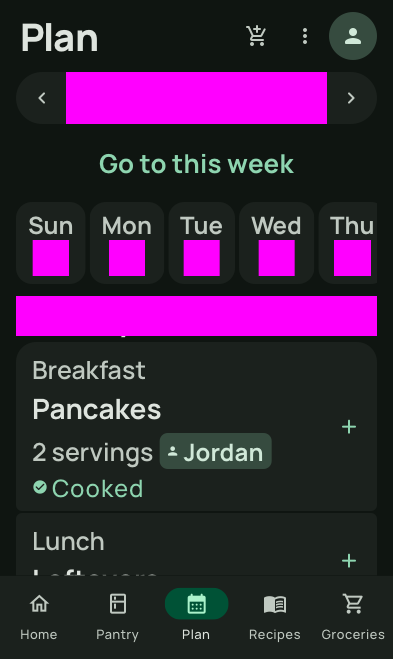 Plan
Go to this week
Sun Mon Tue Wed Thu
Breakfast
Pancakes
2 servings Jordan
Cooked
Lunch
Home Pantry Plan Recipes Groceries